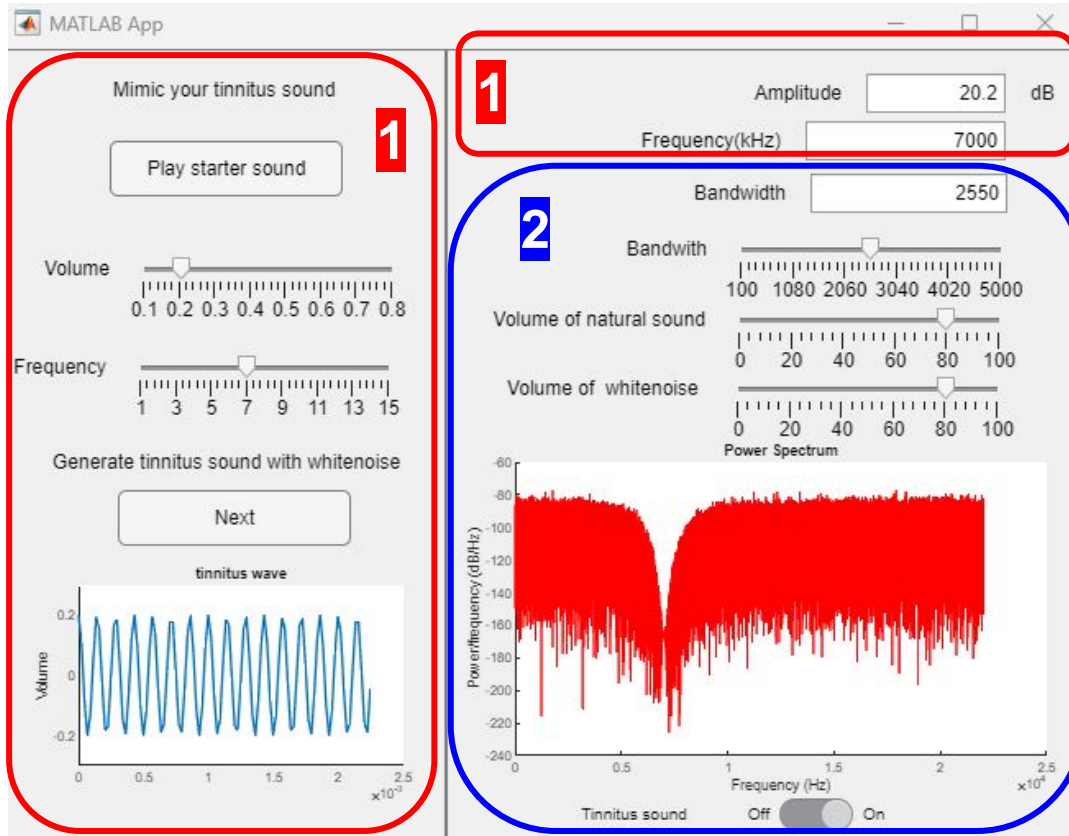 MATLAB App
Mimic your tinnitus sound
1
Play starter sound
Volume
0.1 0.2 0.3 0.4 0.5 0.6 0.7 0.8
Frequency
1 3 5 7 9 11 13 15
Generate tinnitus sound with whitenoise
Next
tinnitus wave
Volume
0.2
0
-0.2
0 0.5 1 1.5 2 2.5
×10⁻³
1
Amplitude 20.2 dB
Frequency(kHz) 7000
Bandwidth 2550
2
Bandwith
100 1080 2060 3040 4020 5000
Volume of natural sound
0 20 40 60 80 100
Volume of whitenoise
0 20 40 60 80 100
Power Spectrum
Power/frequency (dB/Hz)
-60
-80
-100
-120
-140
-160
-180
-200
-220
-240
0 0.5 1 1.5 2 2.5
Frequency (Hz)
×10⁴
Tinnitus sound Off On